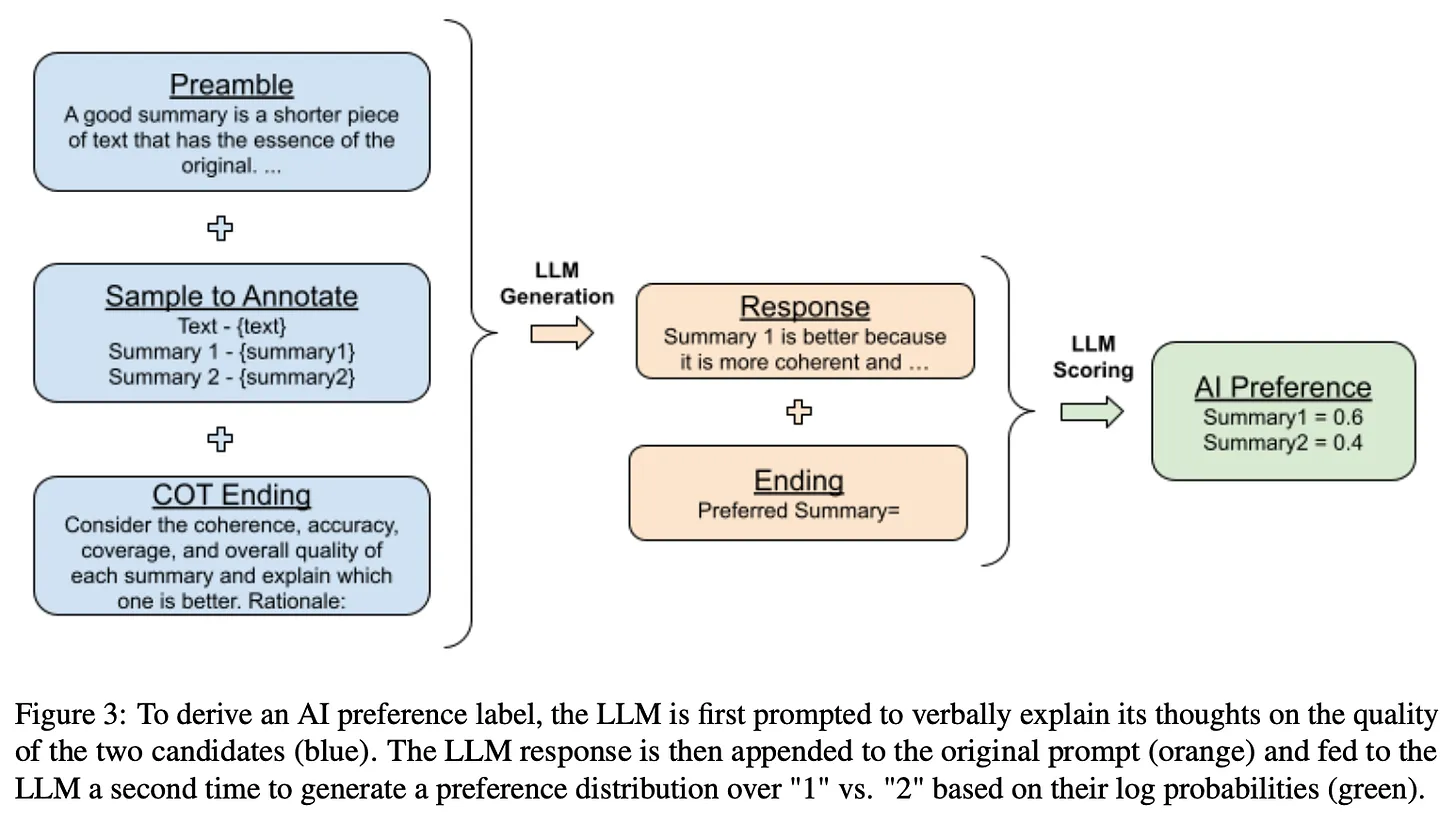 Preamble
A good summary is a shorter piece
of text that has the essence of the
original. ...
Sample to Annotate
Text - {text}
Summary 1 - {summary1}
Summary 2 - {summary2}
COT Ending
Consider the coherence, accuracy,
coverage, and overall quality of
each summary and explain which
one is better. Rationale:
LLM
Generation
Response
Summary 1 is better because
it is more coherent and ...
Ending
Preferred Summary=
LLM
Scoring
AI Preference
Summary1 = 0.6
Summary2 = 0.4
Figure 3: To derive an AI preference label, the LLM is first prompted to verbally explain its thoughts on the quality
of the two candidates (blue). The LLM response is then appended to the original prompt (orange) and fed to the
LLM a second time to generate a preference distribution over "1" vs. "2" based on their log probabilities (green).